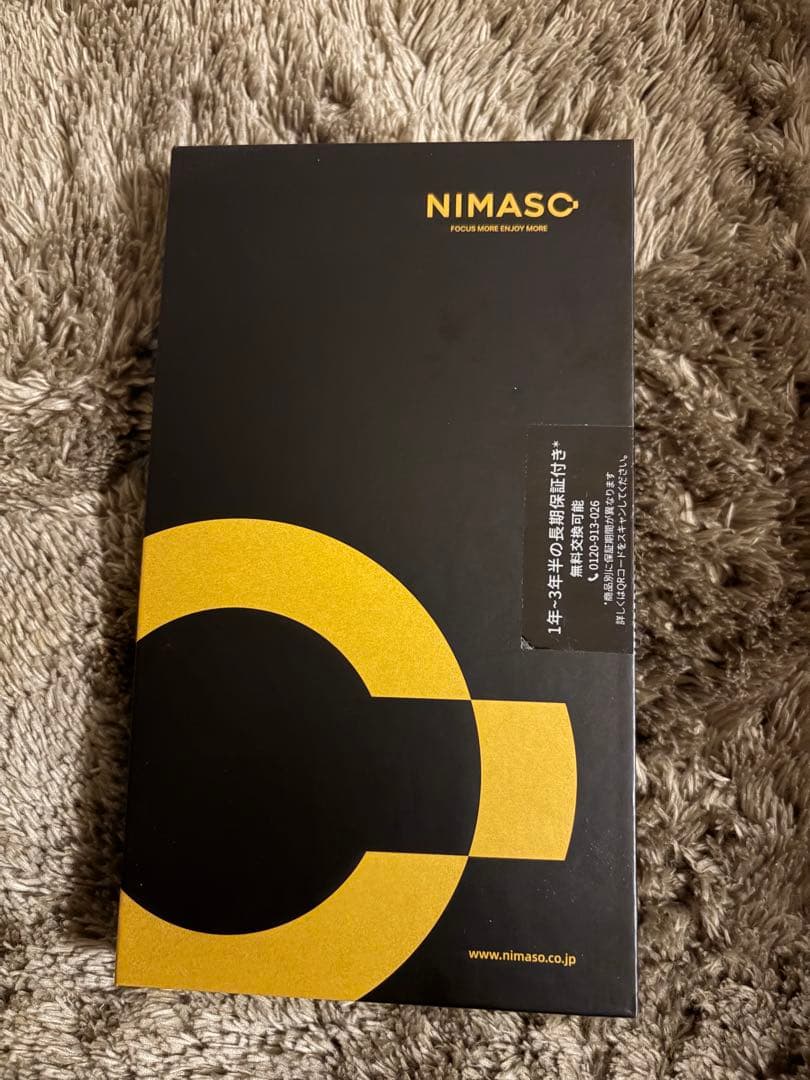 NIMASO
FOCUS MORE ENJOY MORE
1年~3年半の長期保証付き*
無料交換可能
0120-913-026
*商品別に保証期間が異なります
詳しくはQRコードをスキャンしてください。
www.nimaso.co.jp